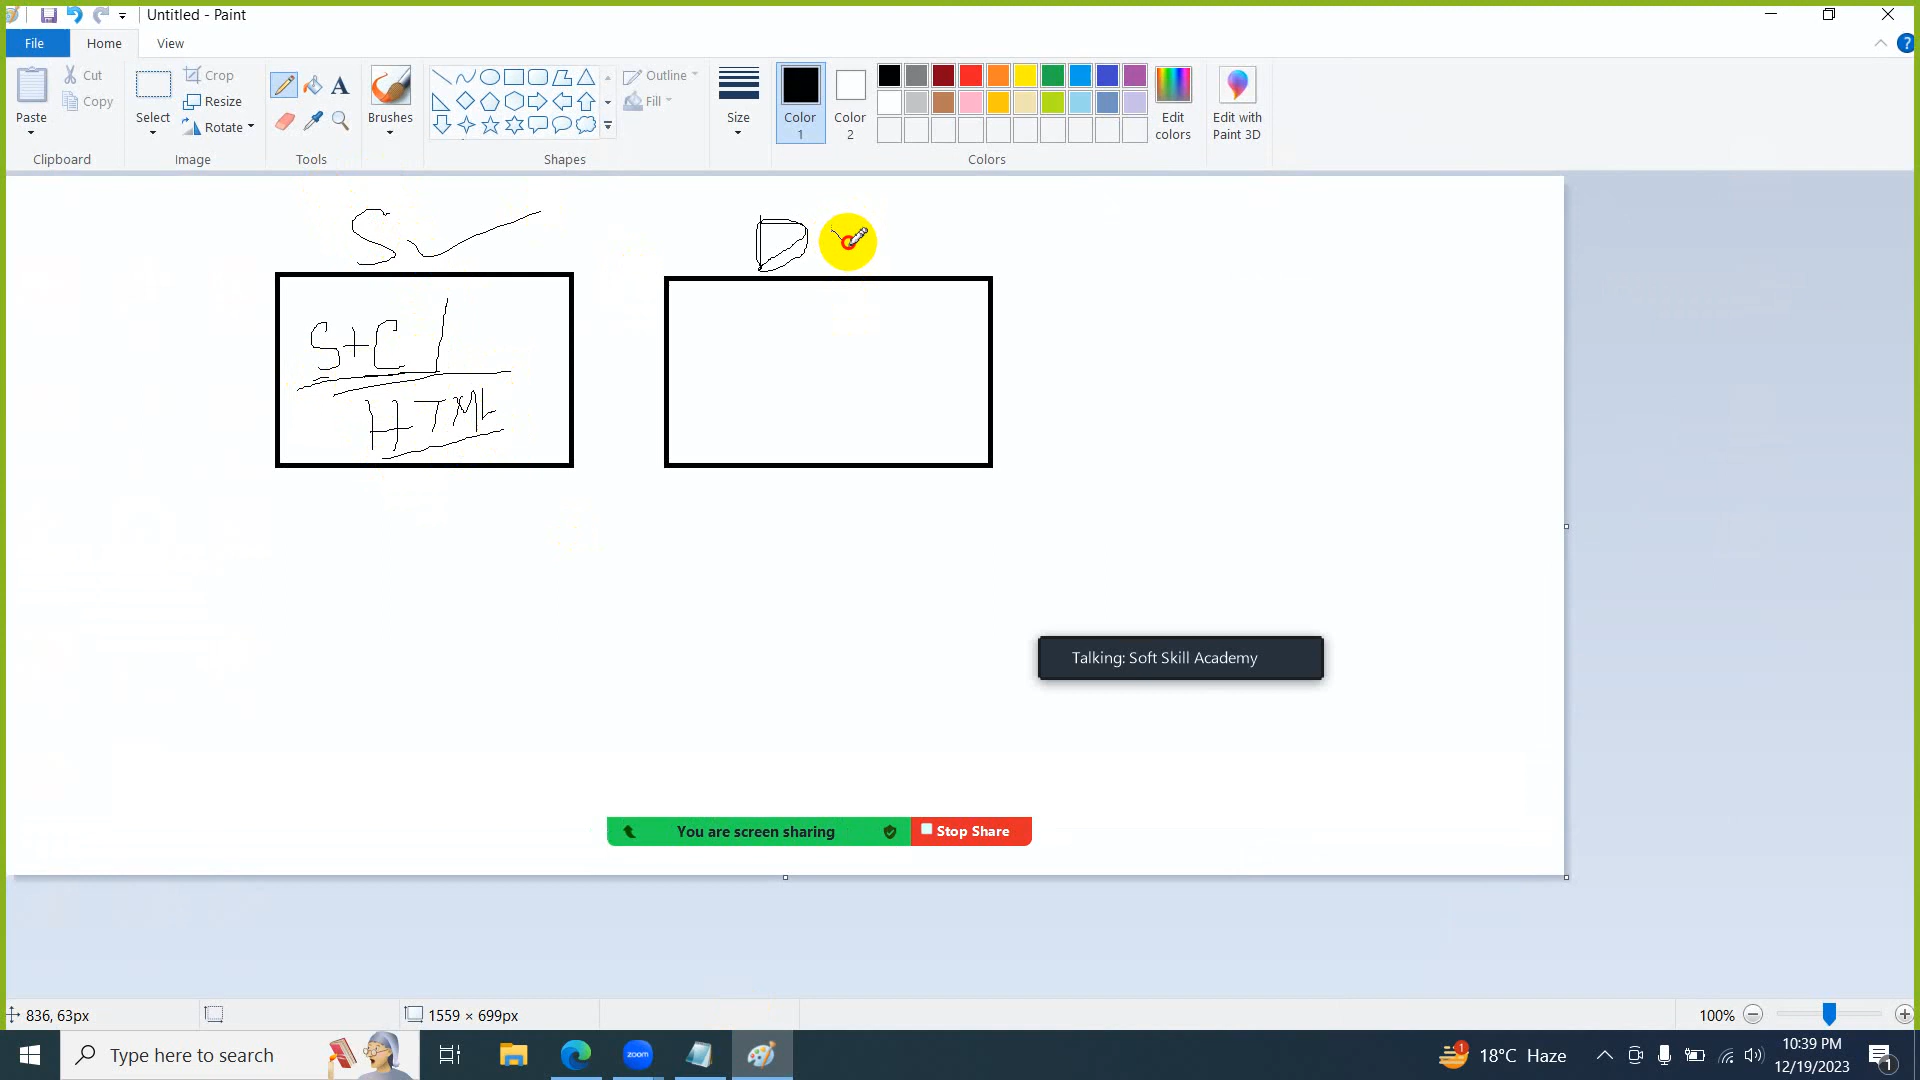 Untitled - Paint
File Home View
Paste
Cut
Copy
Clipboard
Select
Crop
Resize
Rotate
Image
Tools
Brushes
Shapes
Outline
Fill
Size
Color 1
Color 2
Colors
Edit colors
Edit with Paint 3D
S D
S+C
HTML
Talking: Soft Skill Academy
You are screen sharing Stop Share
836, 63px 1559 × 699px 100%
Type here to search zoom 1 18°C Haze 10:39 PM
12/19/2023 1